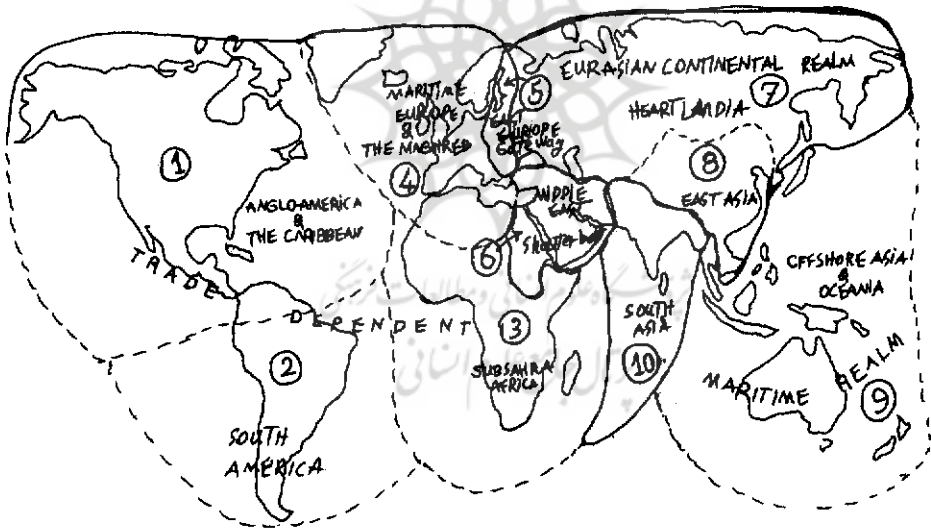 EURASIAN CONTINENTAL REALM
HEARTLANDIA
7
5
MARITIME
EUROPE
&
THE MAGHREB
4
EAST
EUROPE
Gateway
1
8
EAST ASIA
ANGLO-AMERICA
&
THE CARIBBEAN
MIDDLE
EAST
6
OFFSHORE ASIA
&
OCEANIA
TRADE DEPENDENT MARITIME REALM
3
SUBSAHRA
AFRICA
SOUTH
ASIA
10
2
SOUTH
AMERICA
9